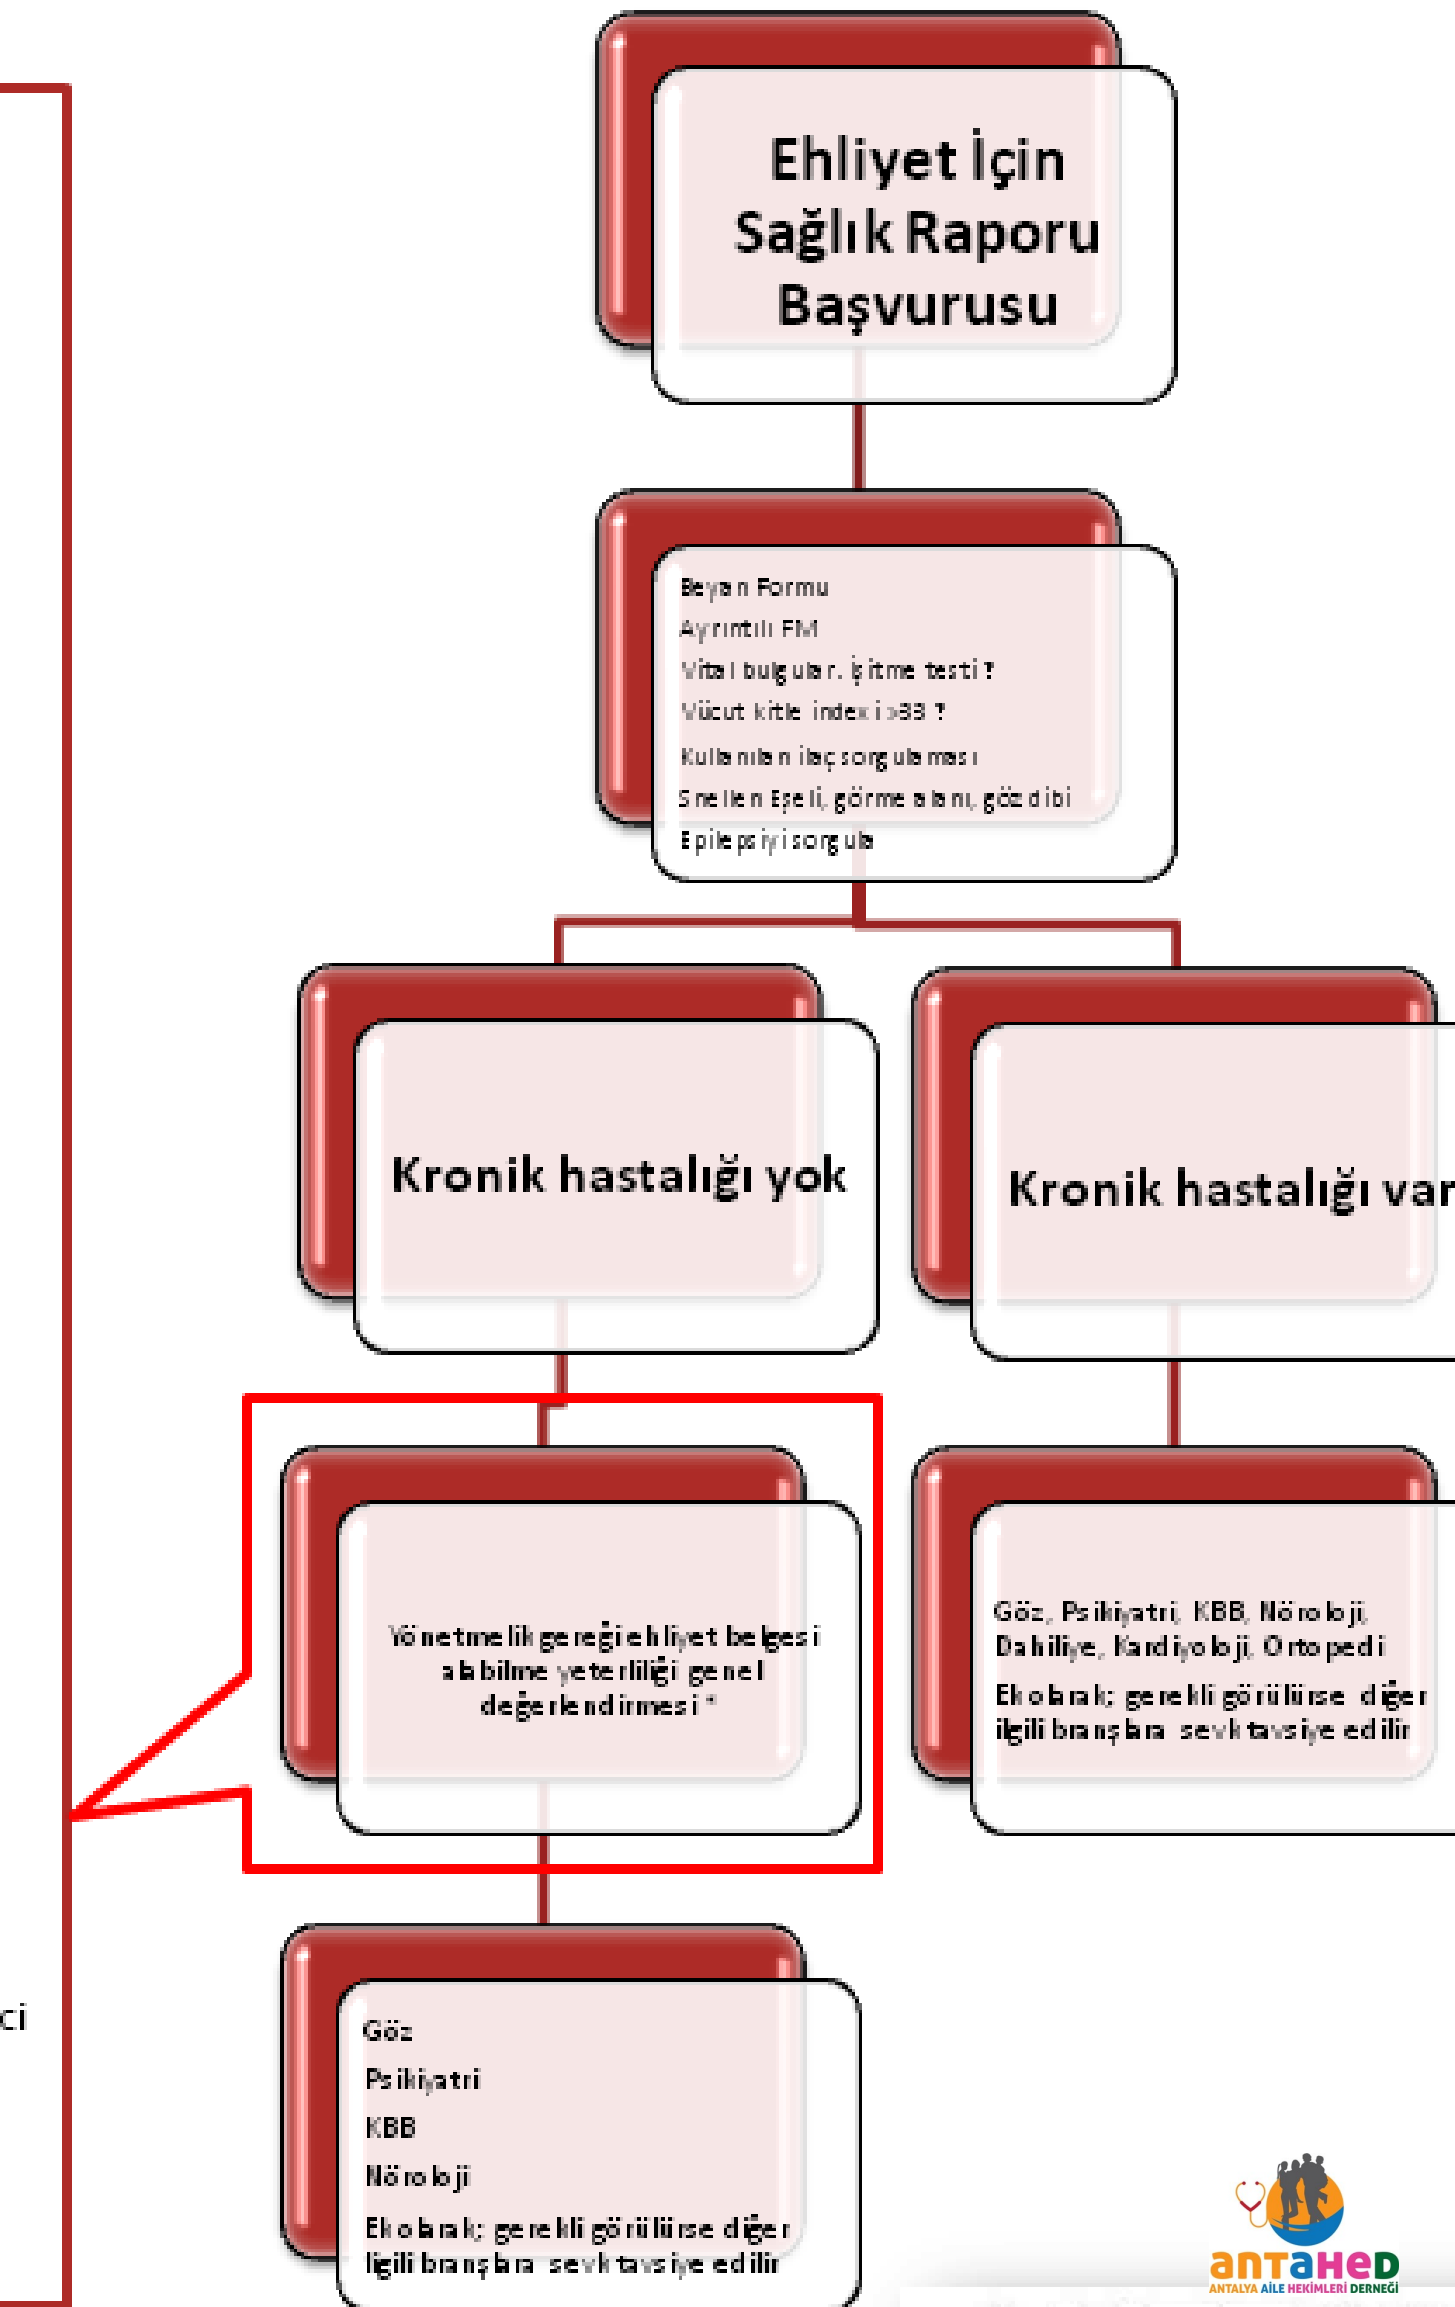 Ehliyet İçin
Sağlık Raporu
Başvurusu
Beyan Formu
Ayrıntılı FM
Vital bulgular. İşitme testi ?
Vücut kitle indexi >33 ?
Kullanılan ilaç sorgulaması
Snellen Eşeli, görme alanı, göz dibi
Epilepsiyi sorgula
Kronik hastalığı yok
Kronik hastalığı var
Yönetmelik gereği ehliyet belgesi
alabilme yeterliliği genel
değerlendirmesi *
Göz, Psikiyatri, KBB, Nöroloji,
Dahiliye, Kardiyoloji, Ortopedi
Ek olarak; gerekli görülürse diğer
ilgili branşlara sevk tavsiye edilir
ci
Göz
Psikiyatri
KBB
Nöroloji
Ek olarak; gerekli görülürse diğer
ilgili branşlara sevk tavsiye edilir
anTaHeD
ANTALYA AİLE HEKİMLERİ DERNEĞİ